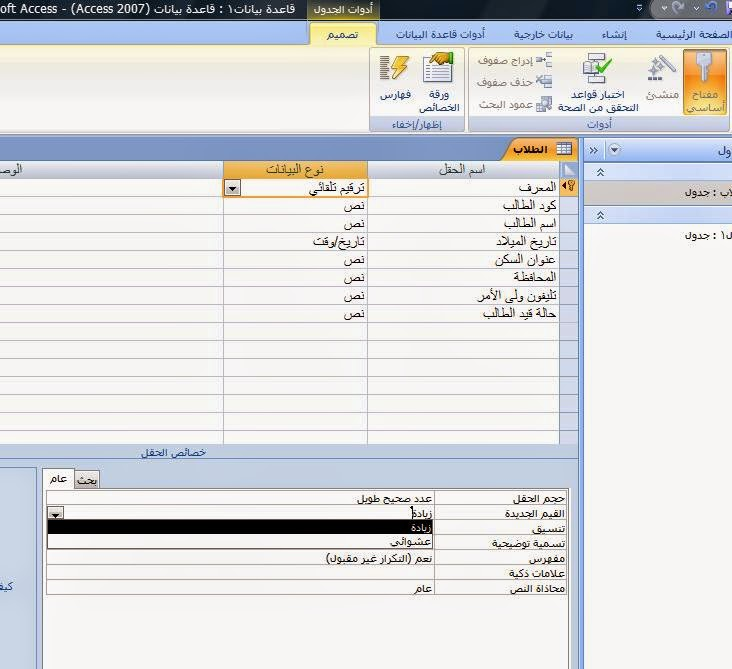 أدوات الجدول
قاعدة بيانات١ : قاعدة بيانات (Access 2007) - oft Access
الصفحة الرئيسية إنشاء بيانات خارجية أدوات قاعدة البيانات تصميم
مفتاح أساسي
منشئ
اختبار قواعد التحقق من الصحة
إدراج صفوف
حذف صفوف
عمود البحث
ورقة الخصائص
فهارس
أدوات
إظهار/إخفاء
ول
اب : جدول
ل١ : جدول
الطلاب
اسم الحقل نوع البيانات الوص
المعرف ترقيم تلقائي
كود الطالب نص
اسم الطالب نص
تاريخ الميلاد تاريخ/وقت
عنوان السكن نص
المحافظة نص
تليفون ولى الأمر نص
حالة قيد الطالب نص
خصائص الحقل
عام بحث
حجم الحقل عدد صحيح طويل
القيم الجديدة زيادة
تنسيق زيادة
تسمية توضيحية عشوائي
مفهرس نعم (التكرار غير مقبول)
علامات ذكية
محاذاة النص عام
كيف